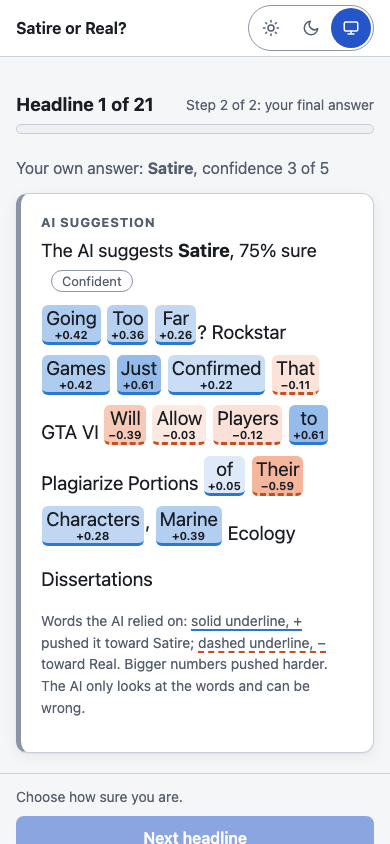 Satire or Real?
Headline 1 of 21
Step 2 of 2: your final answer
Your own answer: Satire, confidence 3 of 5
AI SUGGESTION
The AI suggests Satire, 75% sure
Confident
Going Too Far? Rockstar
+0.42 +0.36 +0.26
Games Just Confirmed That
+0.42 +0.61 +0.22 −0.11
GTA VI Will Allow Players to
−0.39 −0.03 −0.12 +0.61
Plagiarize Portions of Their
+0.05 −0.59
Characters, Marine Ecology
+0.28 +0.39
Dissertations
Words the AI relied on: solid underline, +
pushed it toward Satire; dashed underline, −
toward Real. Bigger numbers pushed harder.
The AI only looks at the words and can be
wrong.
Choose how sure you are.
Next headline